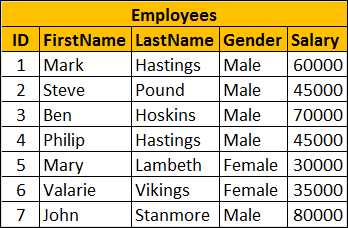 Employees
ID FirstName LastName Gender Salary
1 Mark Hastings Male 60000
2 Steve Pound Male 45000
3 Ben Hoskins Male 70000
4 Philip Hastings Male 45000
5 Mary Lambeth Female 30000
6 Valarie Vikings Female 35000
7 John Stanmore Male 80000